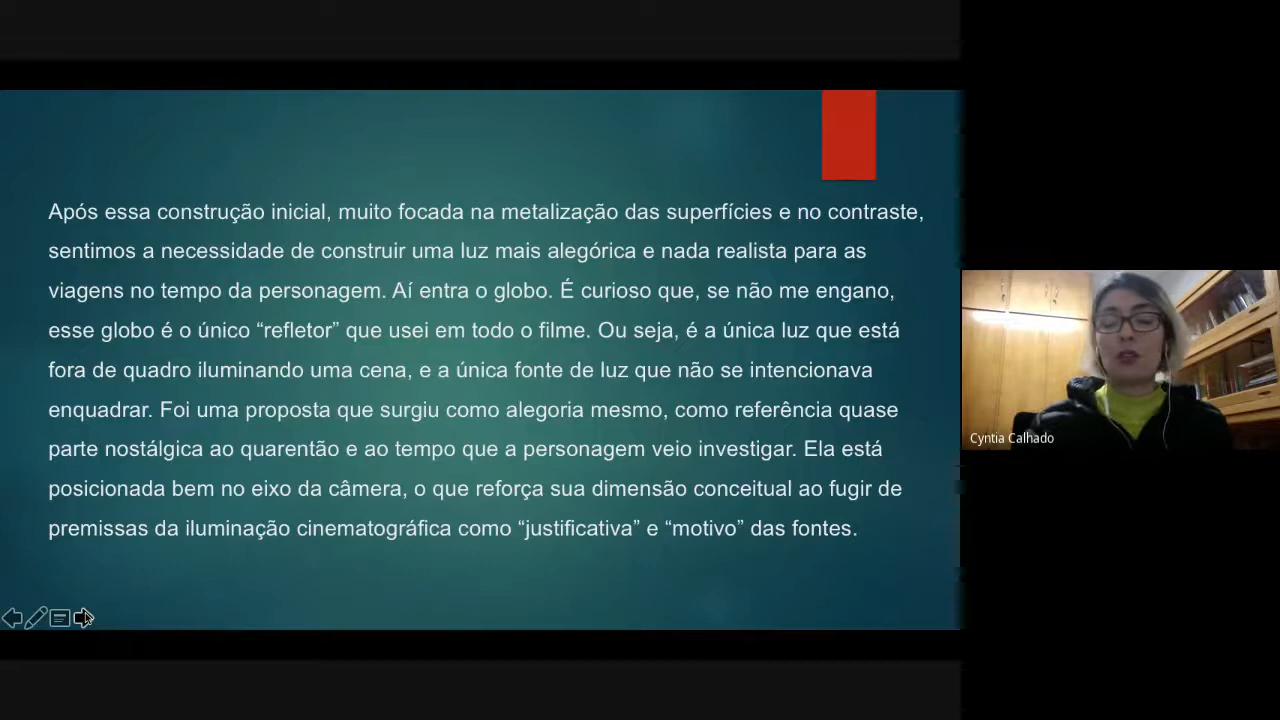 Após essa construção inicial, muito focada na metalização das superfícies e no contraste,
sentimos a necessidade de construir uma luz mais alegórica e nada realista para as
viagens no tempo da personagem. Aí entra o globo. É curioso que, se não me engano,
esse globo é o único “refletor” que usei em todo o filme. Ou seja, é a única luz que está
fora de quadro iluminando uma cena, e a única fonte de luz que não se intencionava
enquadrar. Foi uma proposta que surgiu como alegoria mesmo, como referência quase
parte nostálgica ao quarentão e ao tempo que a personagem veio investigar. Ela está
posicionada bem no eixo da câmera, o que reforça sua dimensão conceitual ao fugir de
premissas da iluminação cinematográfica como “justificativa” e “motivo” das fontes.
Cyntia Calhado